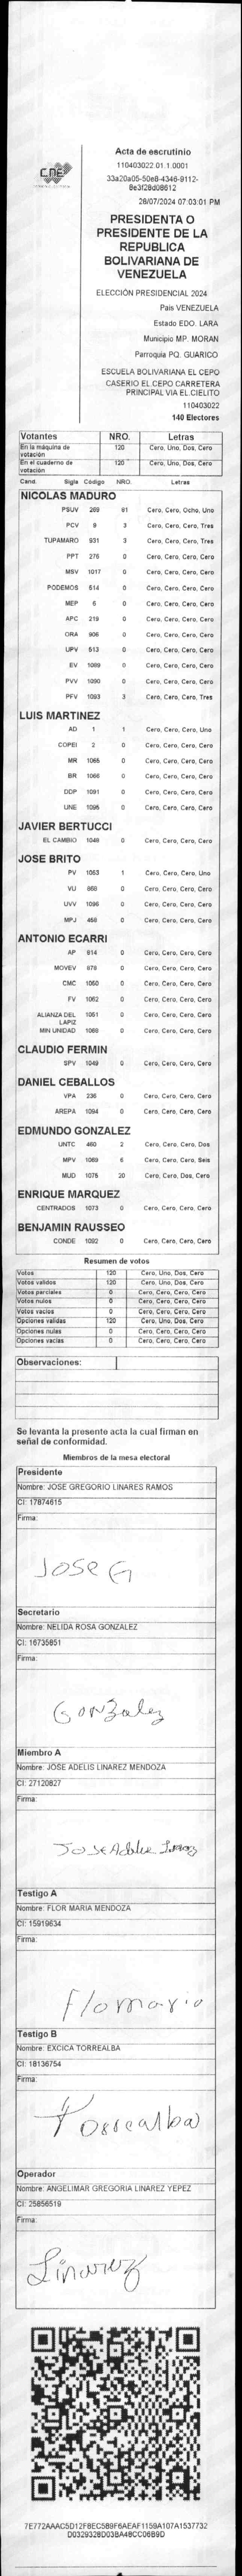 CNE
Acta de escrutinio
110403022.01.1.0001
33a20a05-50e8-4346-9112-
8e3f28d08612
28/07/2024 07:03:01 PM
PRESIDENTA O
PRESIDENTE DE LA
REPUBLICA
BOLIVARIANA DE
VENEZUELA
ELECCIÓN PRESIDENCIAL 2024
País VENEZUELA
Estado EDO. LARA
Municipio MP. MORAN
Parroquia PQ. GUARICO
ESCUELA BOLIVARIANA EL CEPO
CASERIO EL CEPO CARRETERA
PRINCIPAL VIA EL CIELITO
110403022
140 Electores
Votantes NRO. Letras
En la máquina de votación 120 Cero, Uno, Dos, Cero
En el cuaderno de votación 120 Cero, Uno, Dos, Cero
Cand. Sigla Código NRO. Letras
NICOLAS MADURO
PSUV 269 81 Cero, Cero, Ocho, Uno
PCV 9 3 Cero, Cero, Cero, Tres
TUPAMARO 931 3 Cero, Cero, Cero, Tres
PPT 276 0 Cero, Cero, Cero, Cero
MSV 1017 0 Cero, Cero, Cero, Cero
PODEMOS 514 0 Cero, Cero, Cero, Cero
MEP 6 0 Cero, Cero, Cero, Cero
APC 219 0 Cero, Cero, Cero, Cero
ORA 906 0 Cero, Cero, Cero, Cero
UPV 513 0 Cero, Cero, Cero, Cero
EV 1089 0 Cero, Cero, Cero, Cero
PVV 1090 0 Cero, Cero, Cero, Cero
PFV 1093 3 Cero, Cero, Cero, Tres
LUIS MARTINEZ
AD 1 1 Cero, Cero, Cero, Uno
COPEI 2 0 Cero, Cero, Cero, Cero
MR 1065 0 Cero, Cero, Cero, Cero
BR 1066 0 Cero, Cero, Cero, Cero
DDP 1091 0 Cero, Cero, Cero, Cero
UNE 1095 0 Cero, Cero, Cero, Cero
JAVIER BERTUCCI
EL CAMBIO 1048 0 Cero, Cero, Cero, Cero
JOSE BRITO
PV 1053 1 Cero, Cero, Cero, Uno
VU 868 0 Cero, Cero, Cero, Cero
UVV 1096 0 Cero, Cero, Cero, Cero
MPJ 458 0 Cero, Cero, Cero, Cero
ANTONIO ECARRI
AP 814 0 Cero, Cero, Cero, Cero
MOVEV 878 0 Cero, Cero, Cero, Cero
CMC 1050 0 Cero, Cero, Cero, Cero
FV 1062 0 Cero, Cero, Cero, Cero
ALIANZA DEL LAPIZ 1051 0 Cero, Cero, Cero, Cero
MIN UNIDAD 1088 0 Cero, Cero, Cero, Cero
CLAUDIO FERMIN
SPV 1049 0 Cero, Cero, Cero, Cero
DANIEL CEBALLOS
VPA 236 0 Cero, Cero, Cero, Cero
AREPA 1094 0 Cero, Cero, Cero, Cero
EDMUNDO GONZALEZ
UNTC 460 2 Cero, Cero, Cero, Dos
MPV 1069 6 Cero, Cero, Cero, Seis
MUD 1075 20 Cero, Cero, Dos, Cero
ENRIQUE MARQUEZ
CENTRADOS 1073 0 Cero, Cero, Cero, Cero
BENJAMIN RAUSSEO
CONDE 1092 0 Cero, Cero, Cero, Cero
Resumen de votos
Votos 120 Cero, Uno, Dos, Cero
Votos validos 120 Cero, Uno, Dos, Cero
Votos parciales 0 Cero, Cero, Cero, Cero
Votos nulos 0 Cero, Cero, Cero, Cero
Votos vacios 0 Cero, Cero, Cero, Cero
Opciones validas 120 Cero, Uno, Dos, Cero
Opciones nulas 0 Cero, Cero, Cero, Cero
Opciones vacias 0 Cero, Cero, Cero, Cero
Observaciones:
Se levanta la presente acta la cual firman en
señal de conformidad.
Miembros de la mesa electoral
Presidente
Nombre: JOSE GREGORIO LINARES RAMOS
CI: 17874615
Firma:
JOSE G
Secretario
Nombre: NELIDA ROSA GONZALEZ
CI: 16735851
Firma:
Gonzalez
Miembro A
Nombre: JOSE ADELIS LINAREZ MENDOZA
CI: 27120827
Firma:
JOSE Adelis Linarez
Testigo A
Nombre: FLOR MARIA MENDOZA
CI: 15919634
Firma:
Flomaria
Testigo B
Nombre: EXCICA TORREALBA
CI: 18136754
Firma:
Torrealba
Operador
Nombre: ANGELIMAR GREGORIA LINAREZ YEPEZ
CI: 25856519
Firma:
Linarez
7E772AAAC5D12FBEC5B9F6AEAF1159A107A1537732
D0329328D03BA48CC06B9D